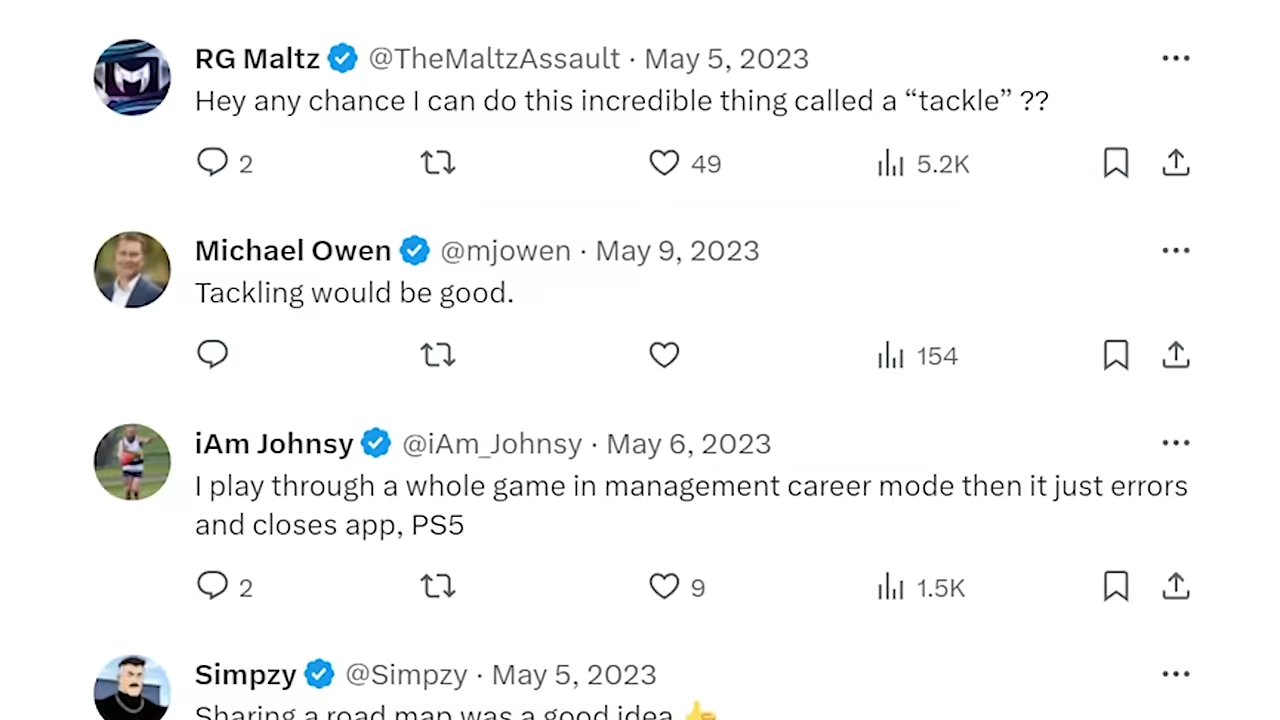 RG Maltz @TheMaltzAssault · May 5, 2023
Hey any chance I can do this incredible thing called a “tackle” ??
2 49 5.2K
Michael Owen @mjowen · May 9, 2023
Tackling would be good.
154
iAm Johnsy @iAm_Johnsy · May 6, 2023
I play through a whole game in management career mode then it just errors
and closes app, PS5
2 9 1.5K
Simpzy @Simpzy · May 5, 2023
Sharing a road map was a good idea 👍